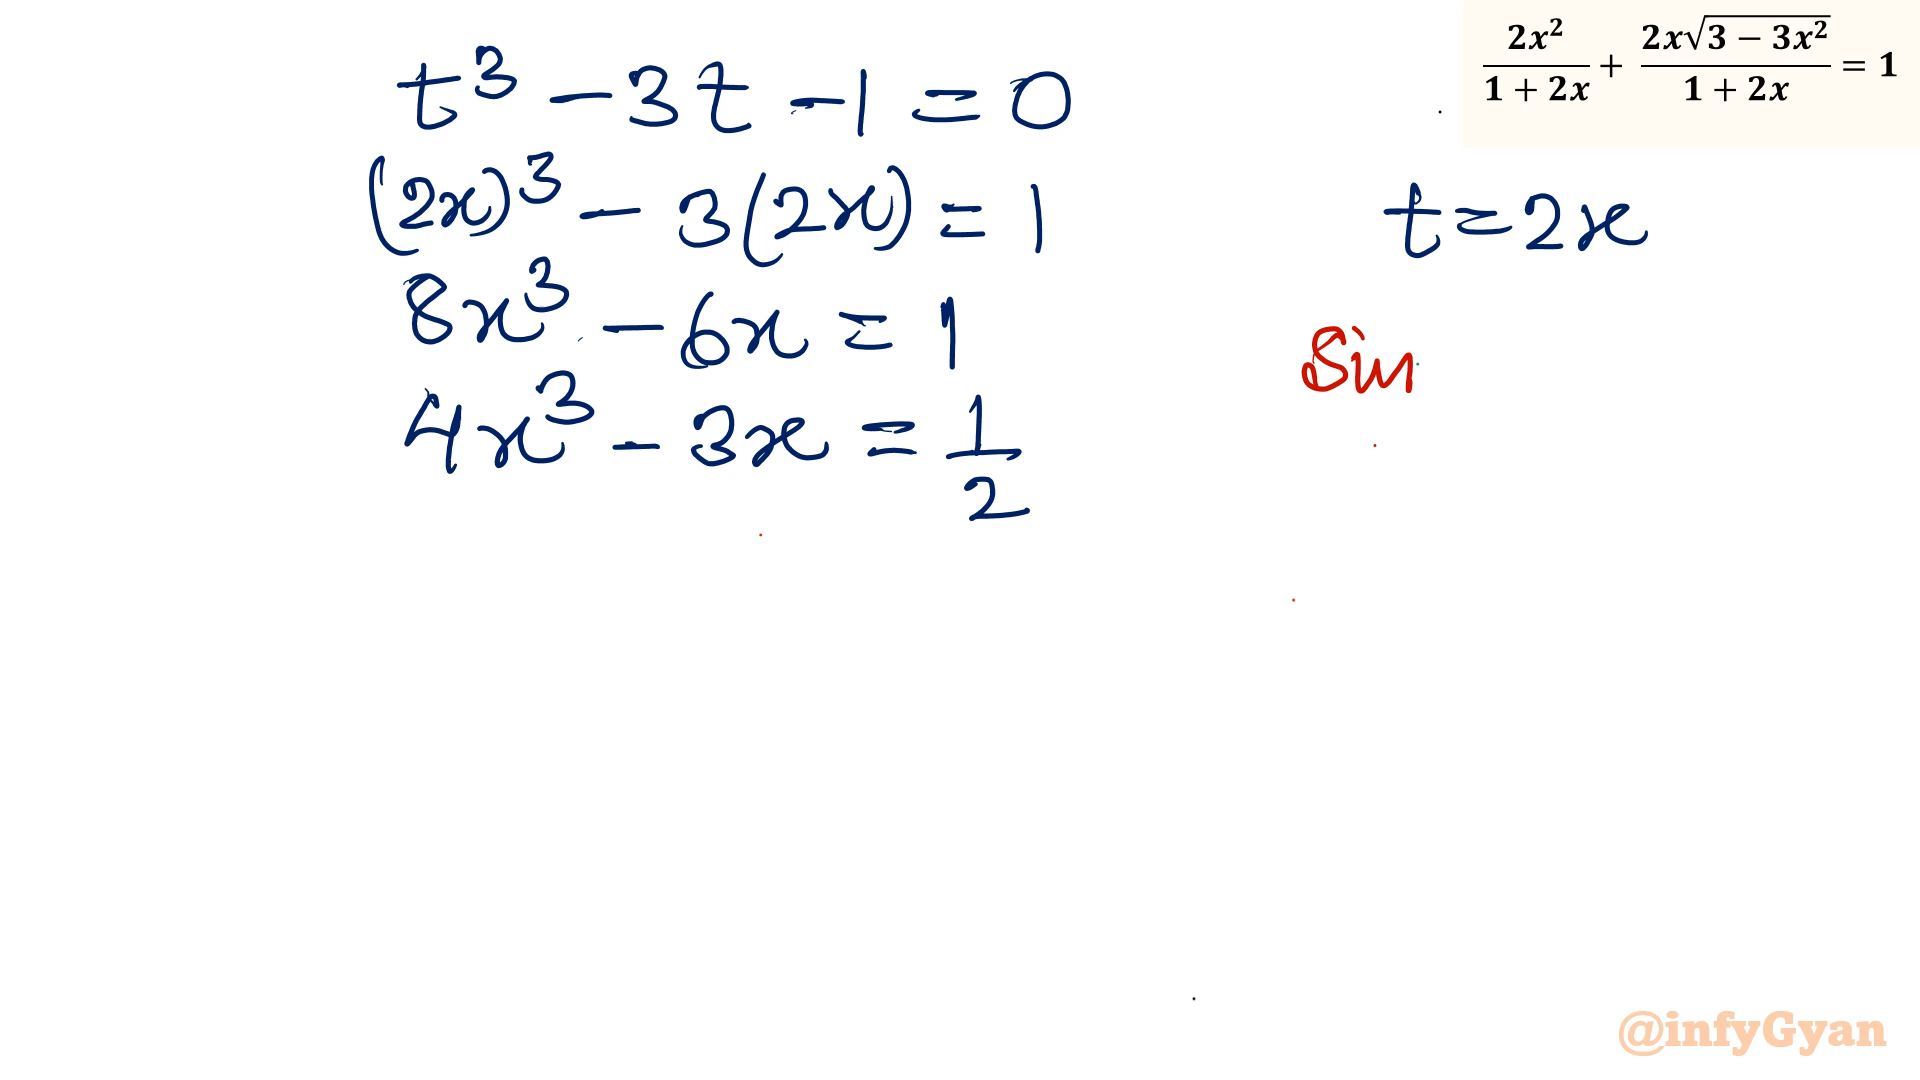 t³ − 3t − 1 = 0
(2x)³ − 3(2x) = 1
8x³ − 6x = 1
4x³ − 3x = 1/2
2x²/(1 + 2x) + 2x√(3 − 3x²)/(1 + 2x) = 1
t = 2x
Sin
@infyGyan